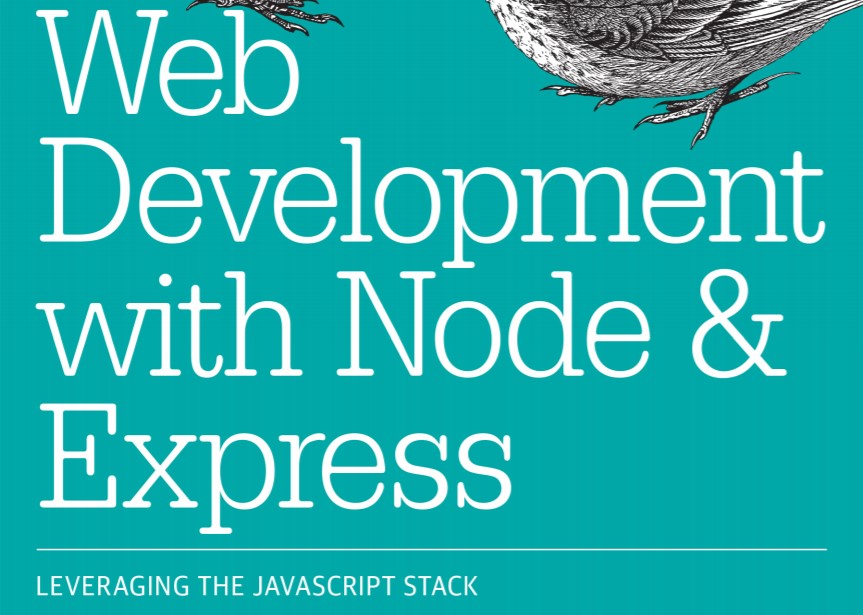 Web
Development
with Node &
Express
LEVERAGING THE JAVASCRIPT STACK